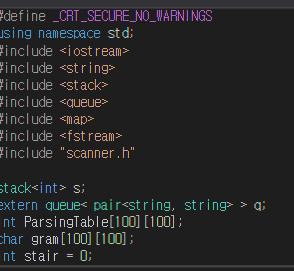 #define _CRT_SECURE_NO_WARNINGS
using namespace std;
#include <iostream>
#include <string>
#include <stack>
#include <queue>
#include <map>
#include <fstream>
#include "scanner.h"
stack<int> s;
extern queue< pair<string, string> > q;
int ParsingTable[100][100];
char gram[100][100];
int stair = 0;